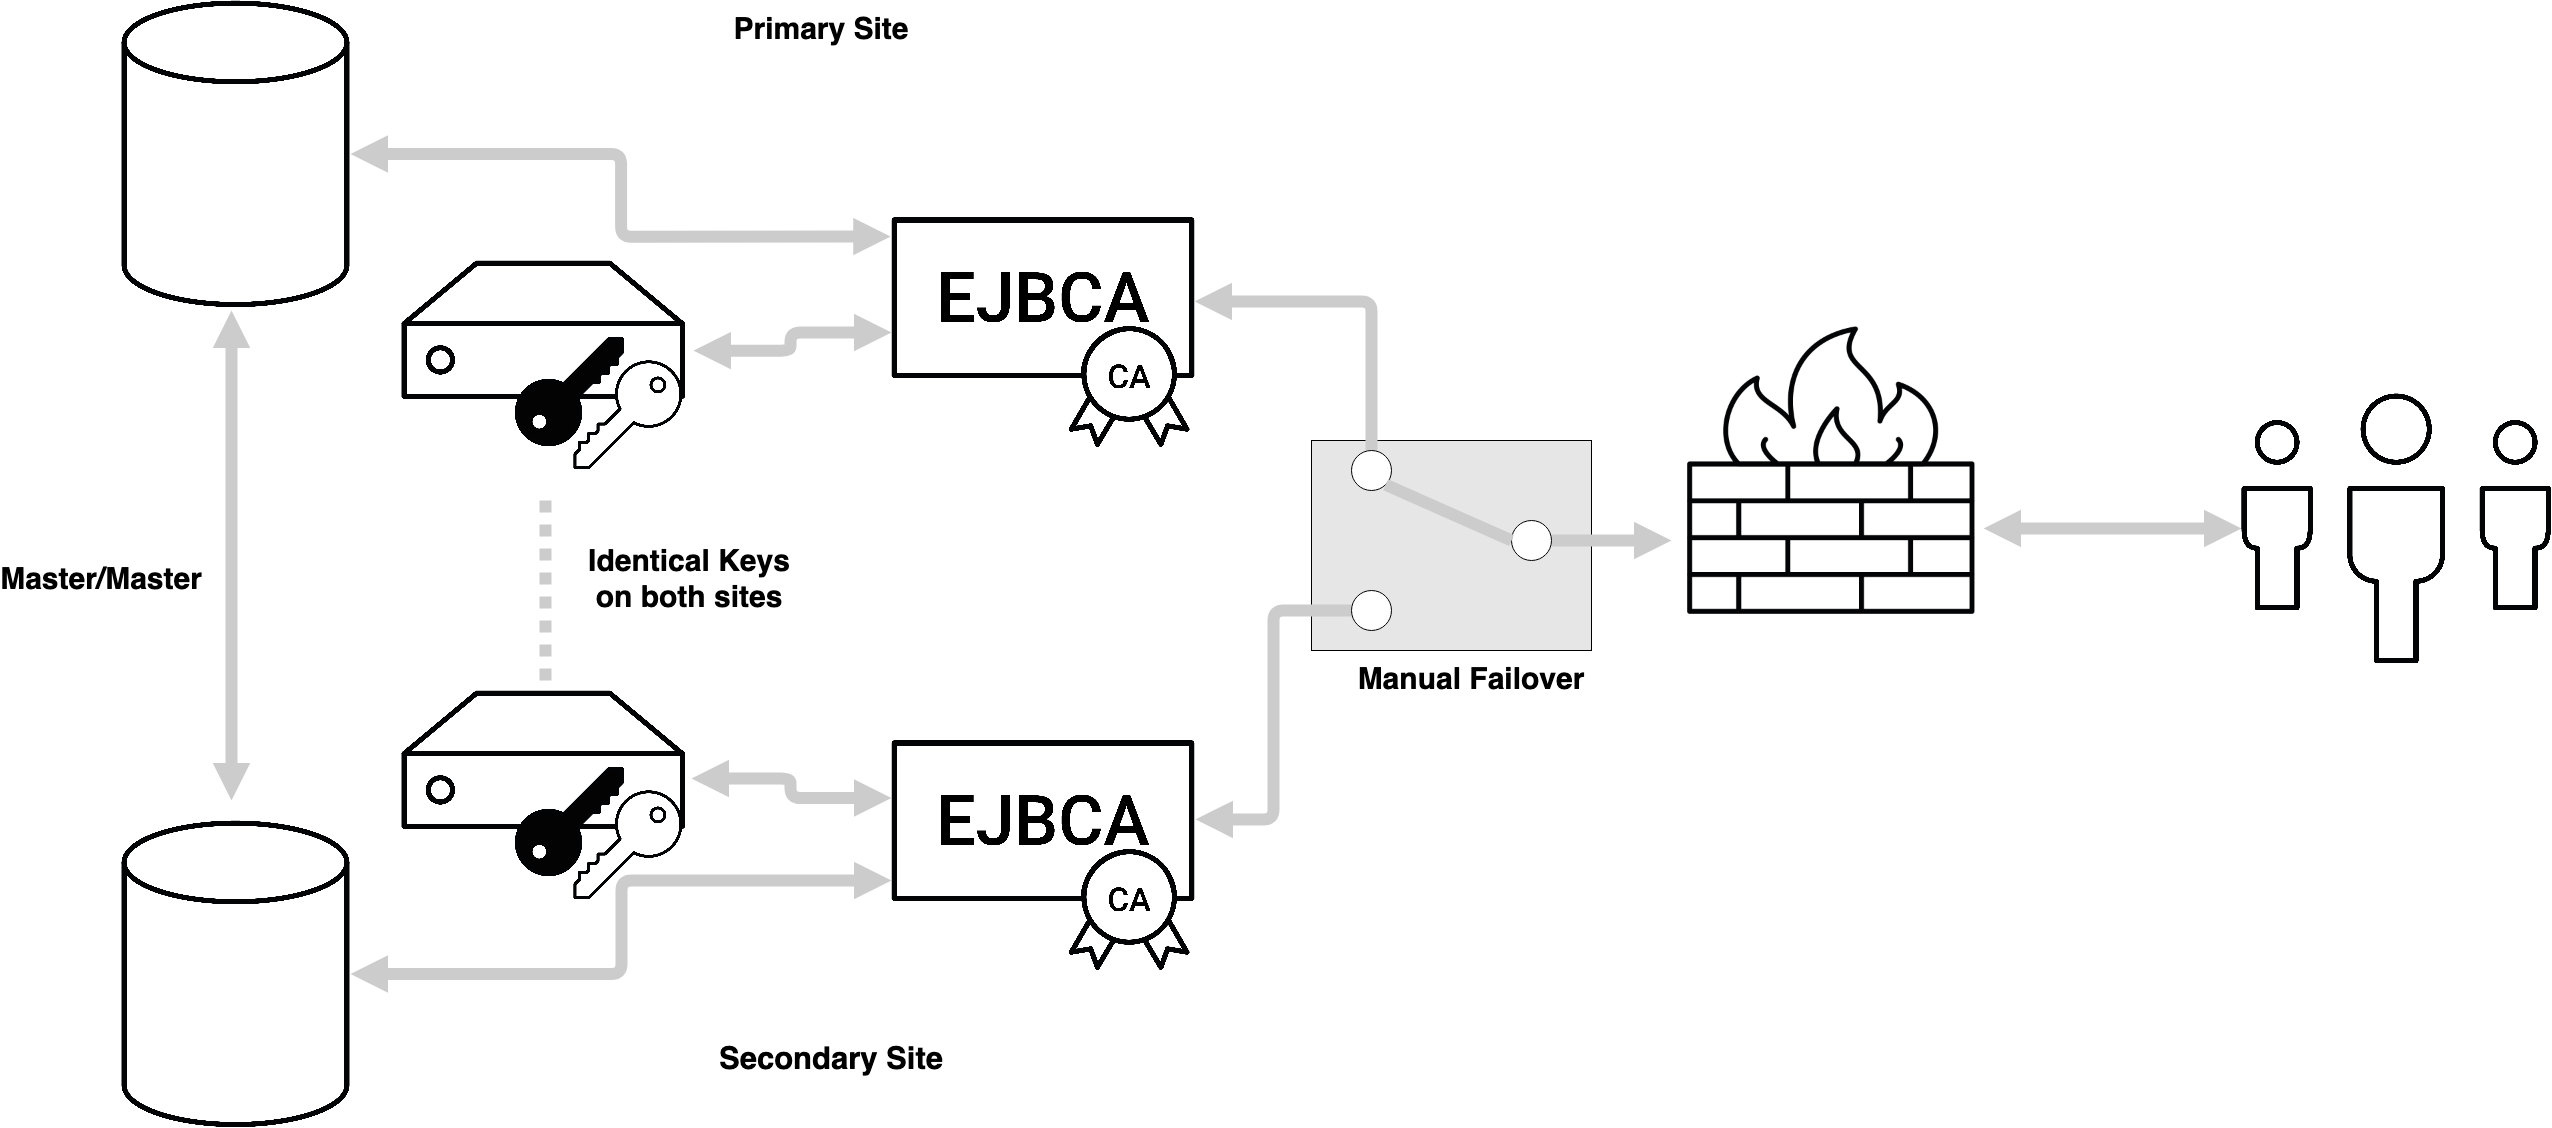 Primary Site
EJBCA
CA
Master/Master
Identical Keys
on both sites
Manual Failover
EJBCA
CA
Secondary Site